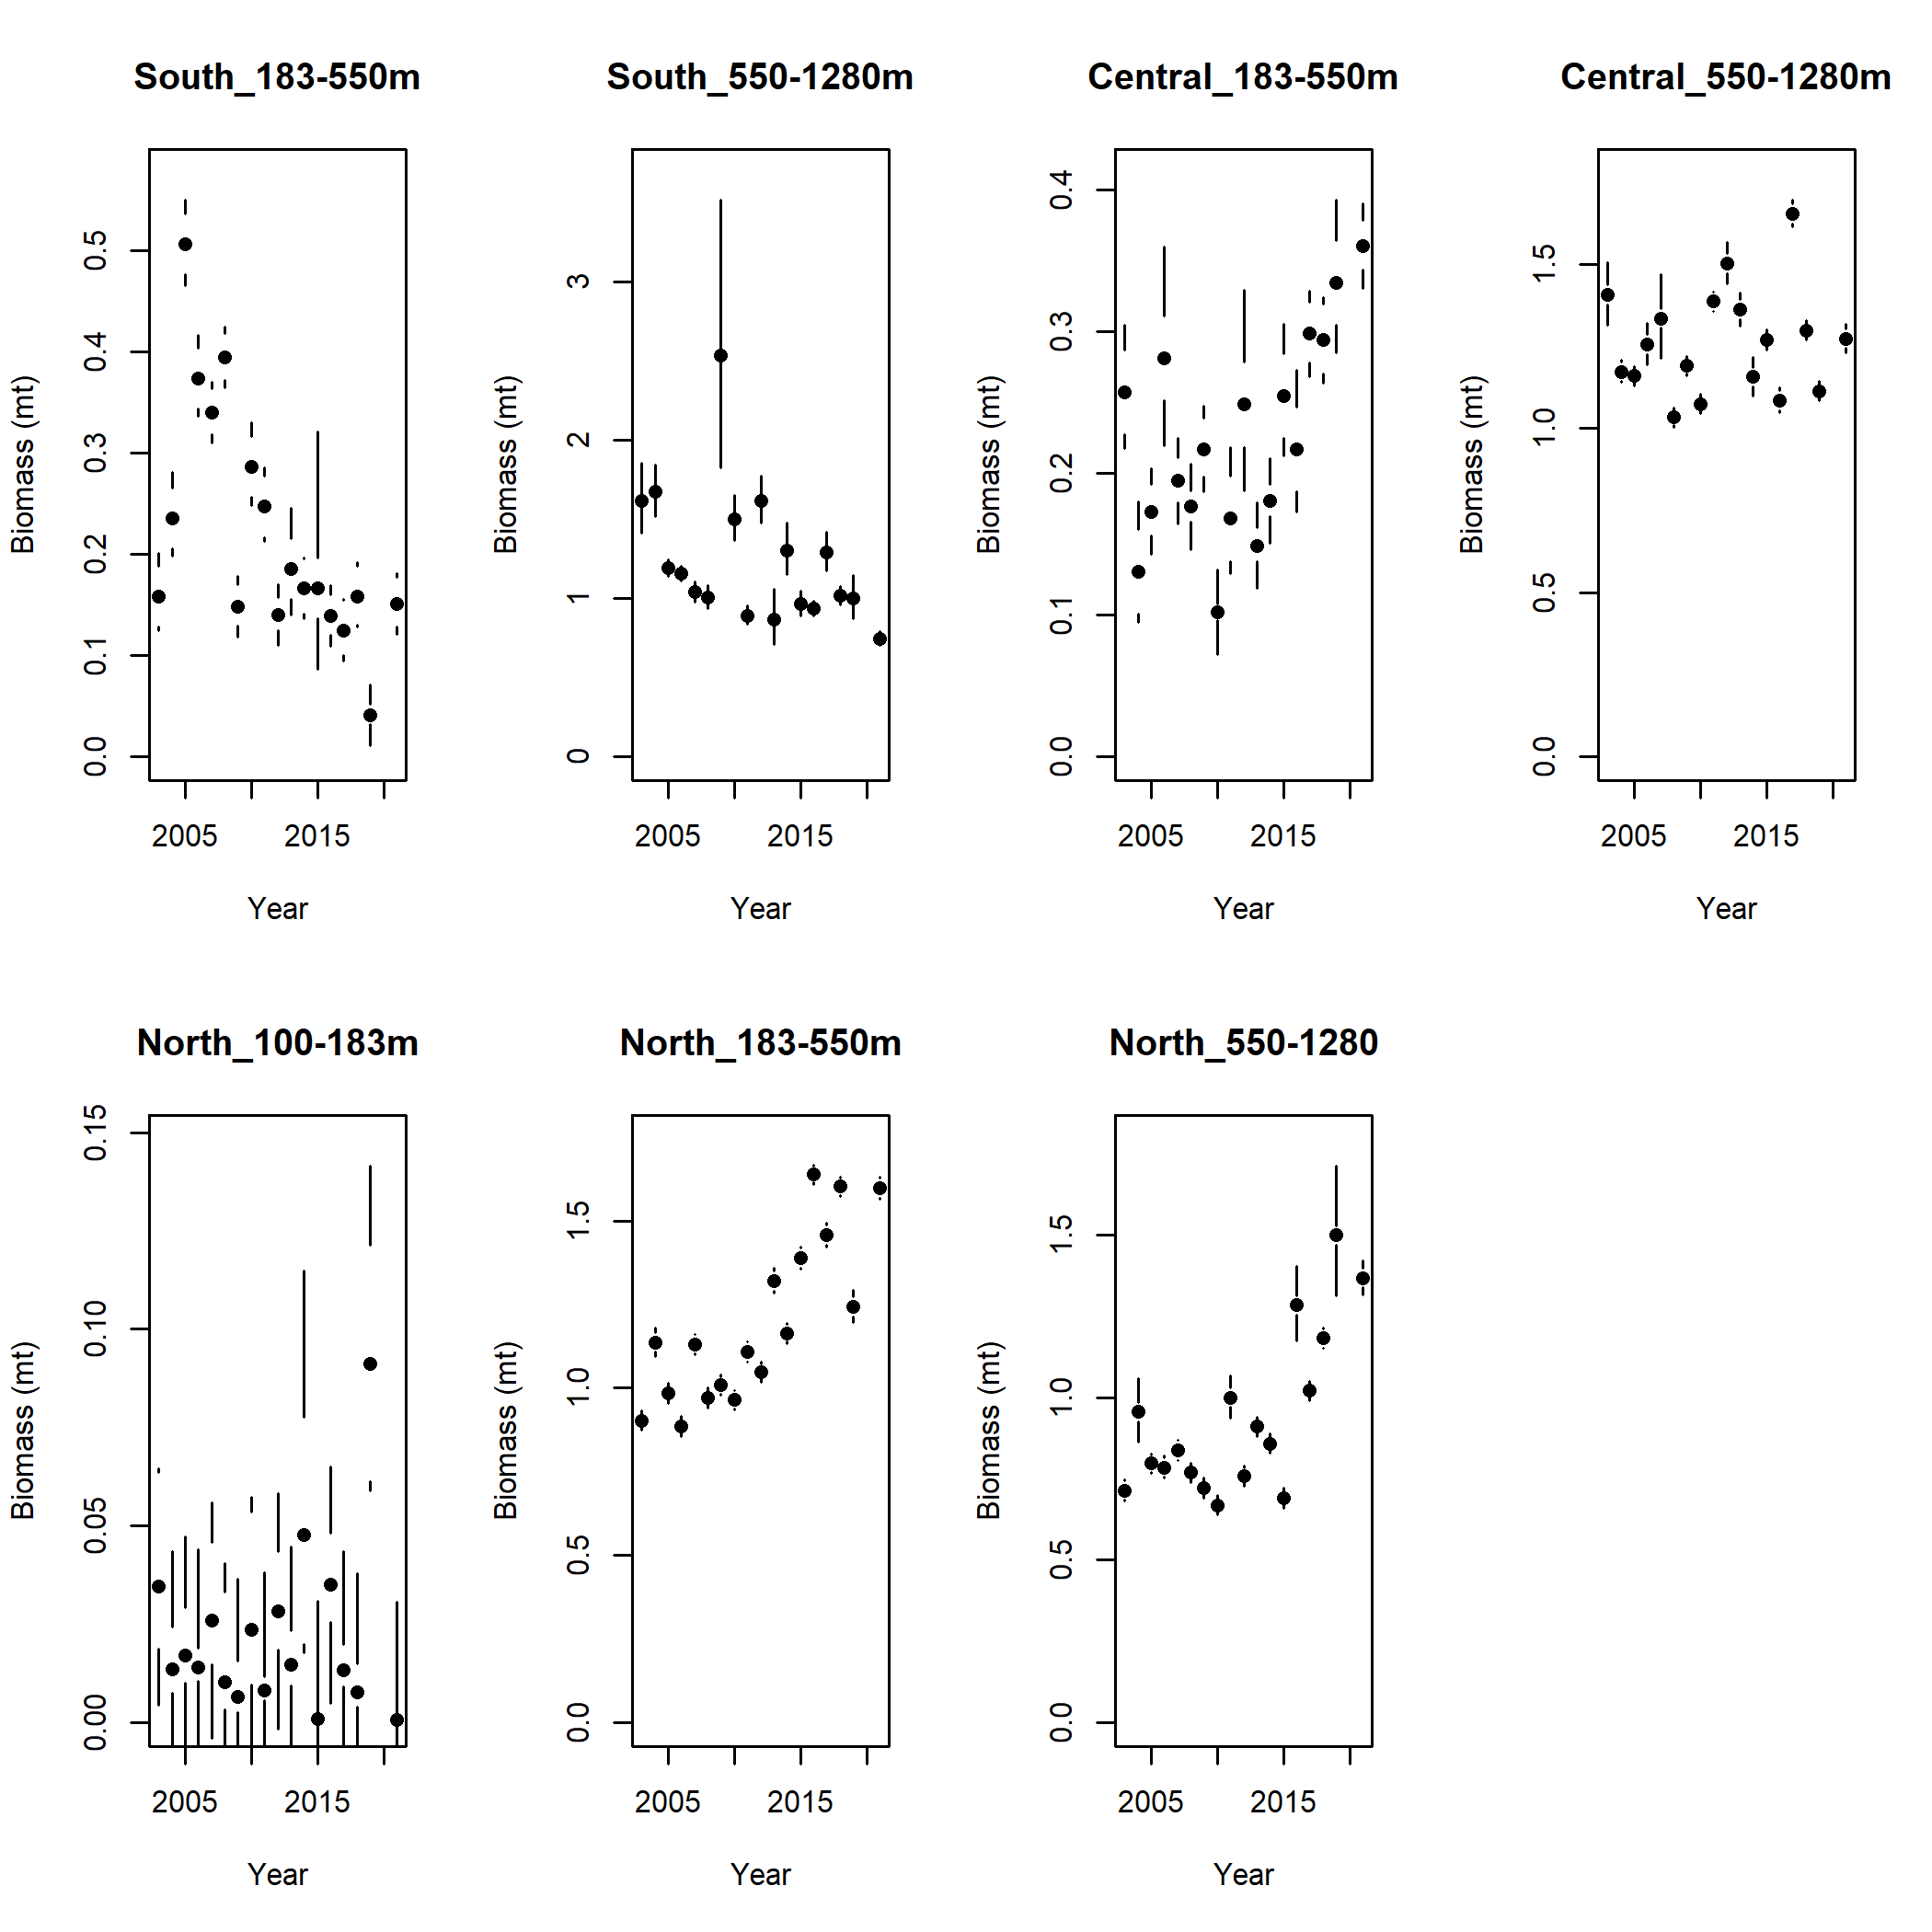 South_183-550m
Biomass (mt)
0.5
0.4
0.3
0.2
0.1
0.0
2005 2015
Year
South_550-1280m
Biomass (mt)
3
2
1
0
2005 2015
Year
Central_183-550m
Biomass (mt)
0.4
0.3
0.2
0.1
0.0
2005 2015
Year
Central_550-1280m
Biomass (mt)
1.5
1.0
0.5
0.0
2005 2015
Year
North_100-183m
Biomass (mt)
0.15
0.10
0.05
0.00
2005 2015
Year
North_183-550m
Biomass (mt)
1.5
1.0
0.5
0.0
2005 2015
Year
North_550-1280
Biomass (mt)
1.5
1.0
0.5
0.0
2005 2015
Year